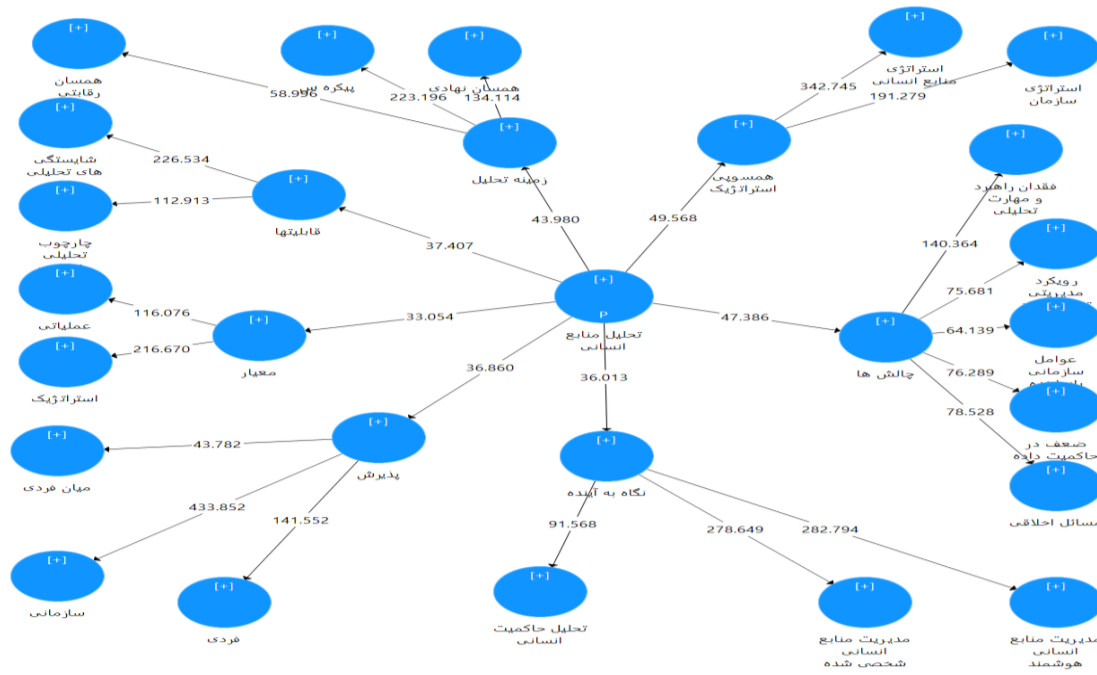 [+]
همسان
رقابتی
[+]
پیکره س
[+]
همسان نهادی
[+]
استراتژی
منابع انسانی
[+]
استراتژی
سازمان
58.996
223.196
134.114
342.745
191.279
[+]
شایستگی
های تحلیلی
[+]
زمینه تحلیل
[+]
همسویی
استراتژیک
[+]
فقدان راهبرد
و مهارت
تحلیلی
226.534
[+]
چارچوب
تحلیلی
112.913
[+]
قابلیتها
43.980
49.568
140.364
37.407
[+]
رویکرد
مدیریتی
75.681
[+]
عملیاتی
116.076
[+]
معیار
33.054
[+]
P
تحلیل منابع
انسانی
47.386
[+]
چالش ها
64.139
[+]
عوامل
سازمانی
216.670
[+]
استراتژیک
36.860
36.013
76.289
[+]
ضعف در
حاکمیت داده
78.528
[+]
میان فردی
43.782
[+]
پذیرش
[+]
نگاه به آینده
[+]
مسائل اخلاقی
433.852
141.552
91.568
278.649
282.794
[+]
سازمانی
[+]
فردی
[+]
تحلیل حاکمیت
انسانی
[+]
مدیریت منابع
انسانی
شخصی شده
[+]
مدیریت منابع
انسانی
هوشمند